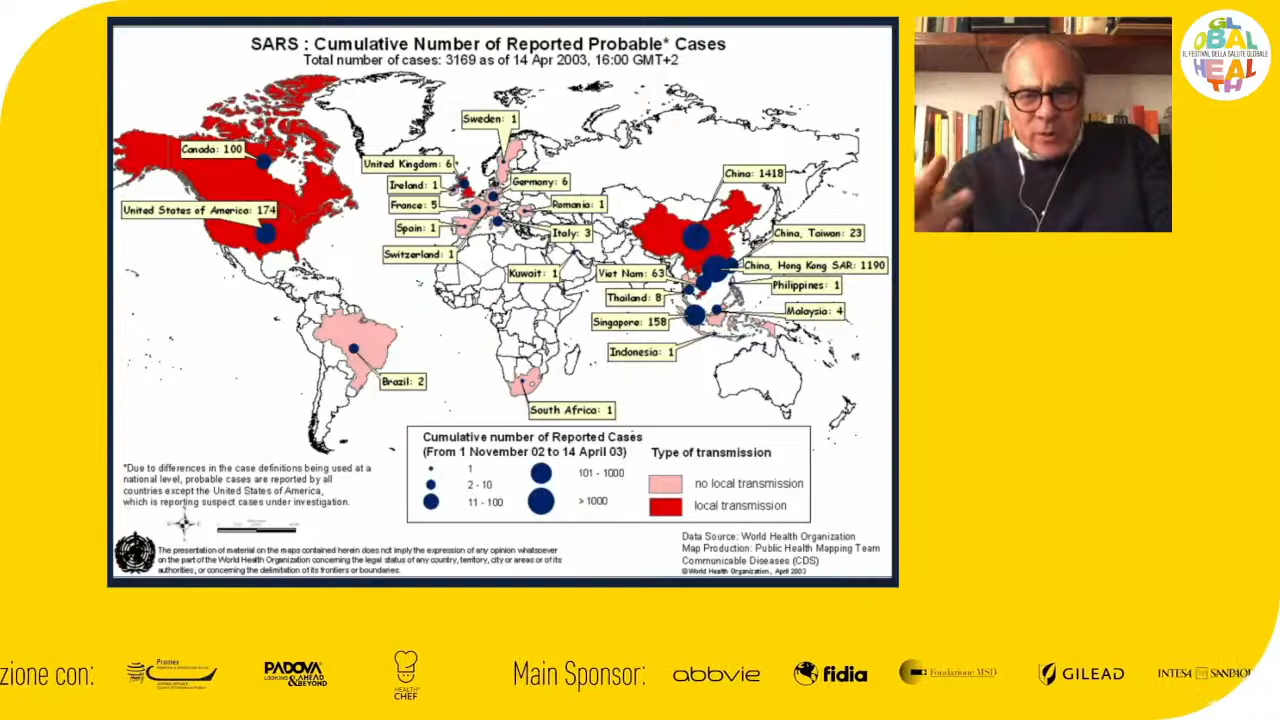 SARS : Cumulative Number of Reported Probable* Cases
Total number of cases: 3169 as of 14 Apr 2003, 16:00 GMT+2
GLOBAL
IL FESTIVAL DELLA SALUTE GLOBALE
HEALTH
Sweden: 1
Canada: 100
United Kingdom: 6
Ireland: 1
Germany: 6
China: 1418
United States of America: 174
France: 5
Romania: 1
Spain: 1
Italy: 3
China, Taiwan: 23
Switzerland: 1
Kuwait: 1
Viet Nam: 63
China, Hong Kong SAR: 1190
Philippines: 1
Thailand: 8
Malaysia: 4
Singapore: 158
Indonesia: 1
Brazil: 2
South Africa: 1
Cumulative number of Reported Cases
(From 1 November 02 to 14 April 03)
1
2 - 10
11 - 100
101 - 1000
> 1000
Type of transmission
no local transmission
local transmission
*Due to differences in the case definitions being used at a
national level, probable cases are reported by all
countries except the United States of America,
which is reporting suspect cases under investigation.
The presentation of material on the maps contained herein does not imply the expression of any opinion whatsoever
on the part of the World Health Organization concerning the legal status of any country, territory, city or areas or of its
authorities, or concerning the delimitation of its frontiers or boundaries.
Data Source: World Health Organization
Map Production: Public Health Mapping Team
Communicable Diseases (CDS)
©World Health Organization, April 2003
zione con:
Promex
PADOVA
LOOKING &AHEAD
&BEYOND
HEALTH
CHEF
Main Sponsor:
abbvie
fidia
Fondazione MSD
GILEAD
INTESA SANPAOL